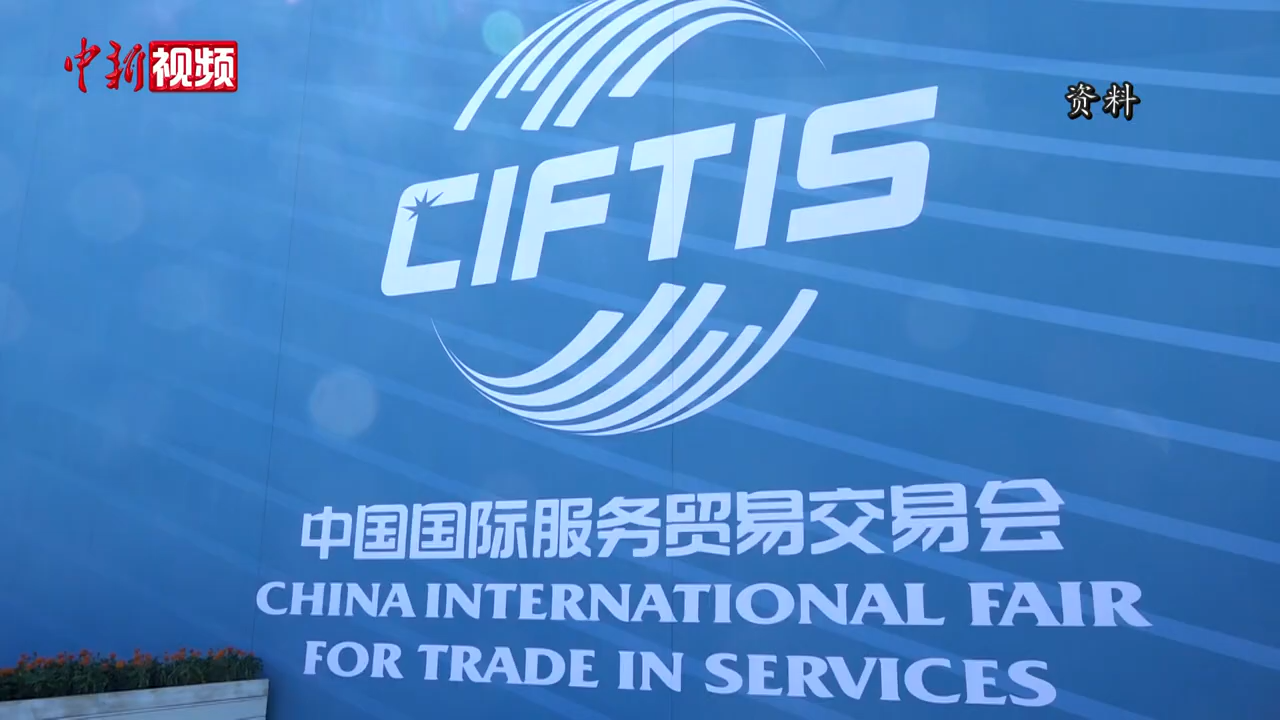 中新视频
资料
CIFTIS
中国国际服务贸易交易会
CHINA INTERNATIONAL FAIR
FOR TRADE IN SERVICES